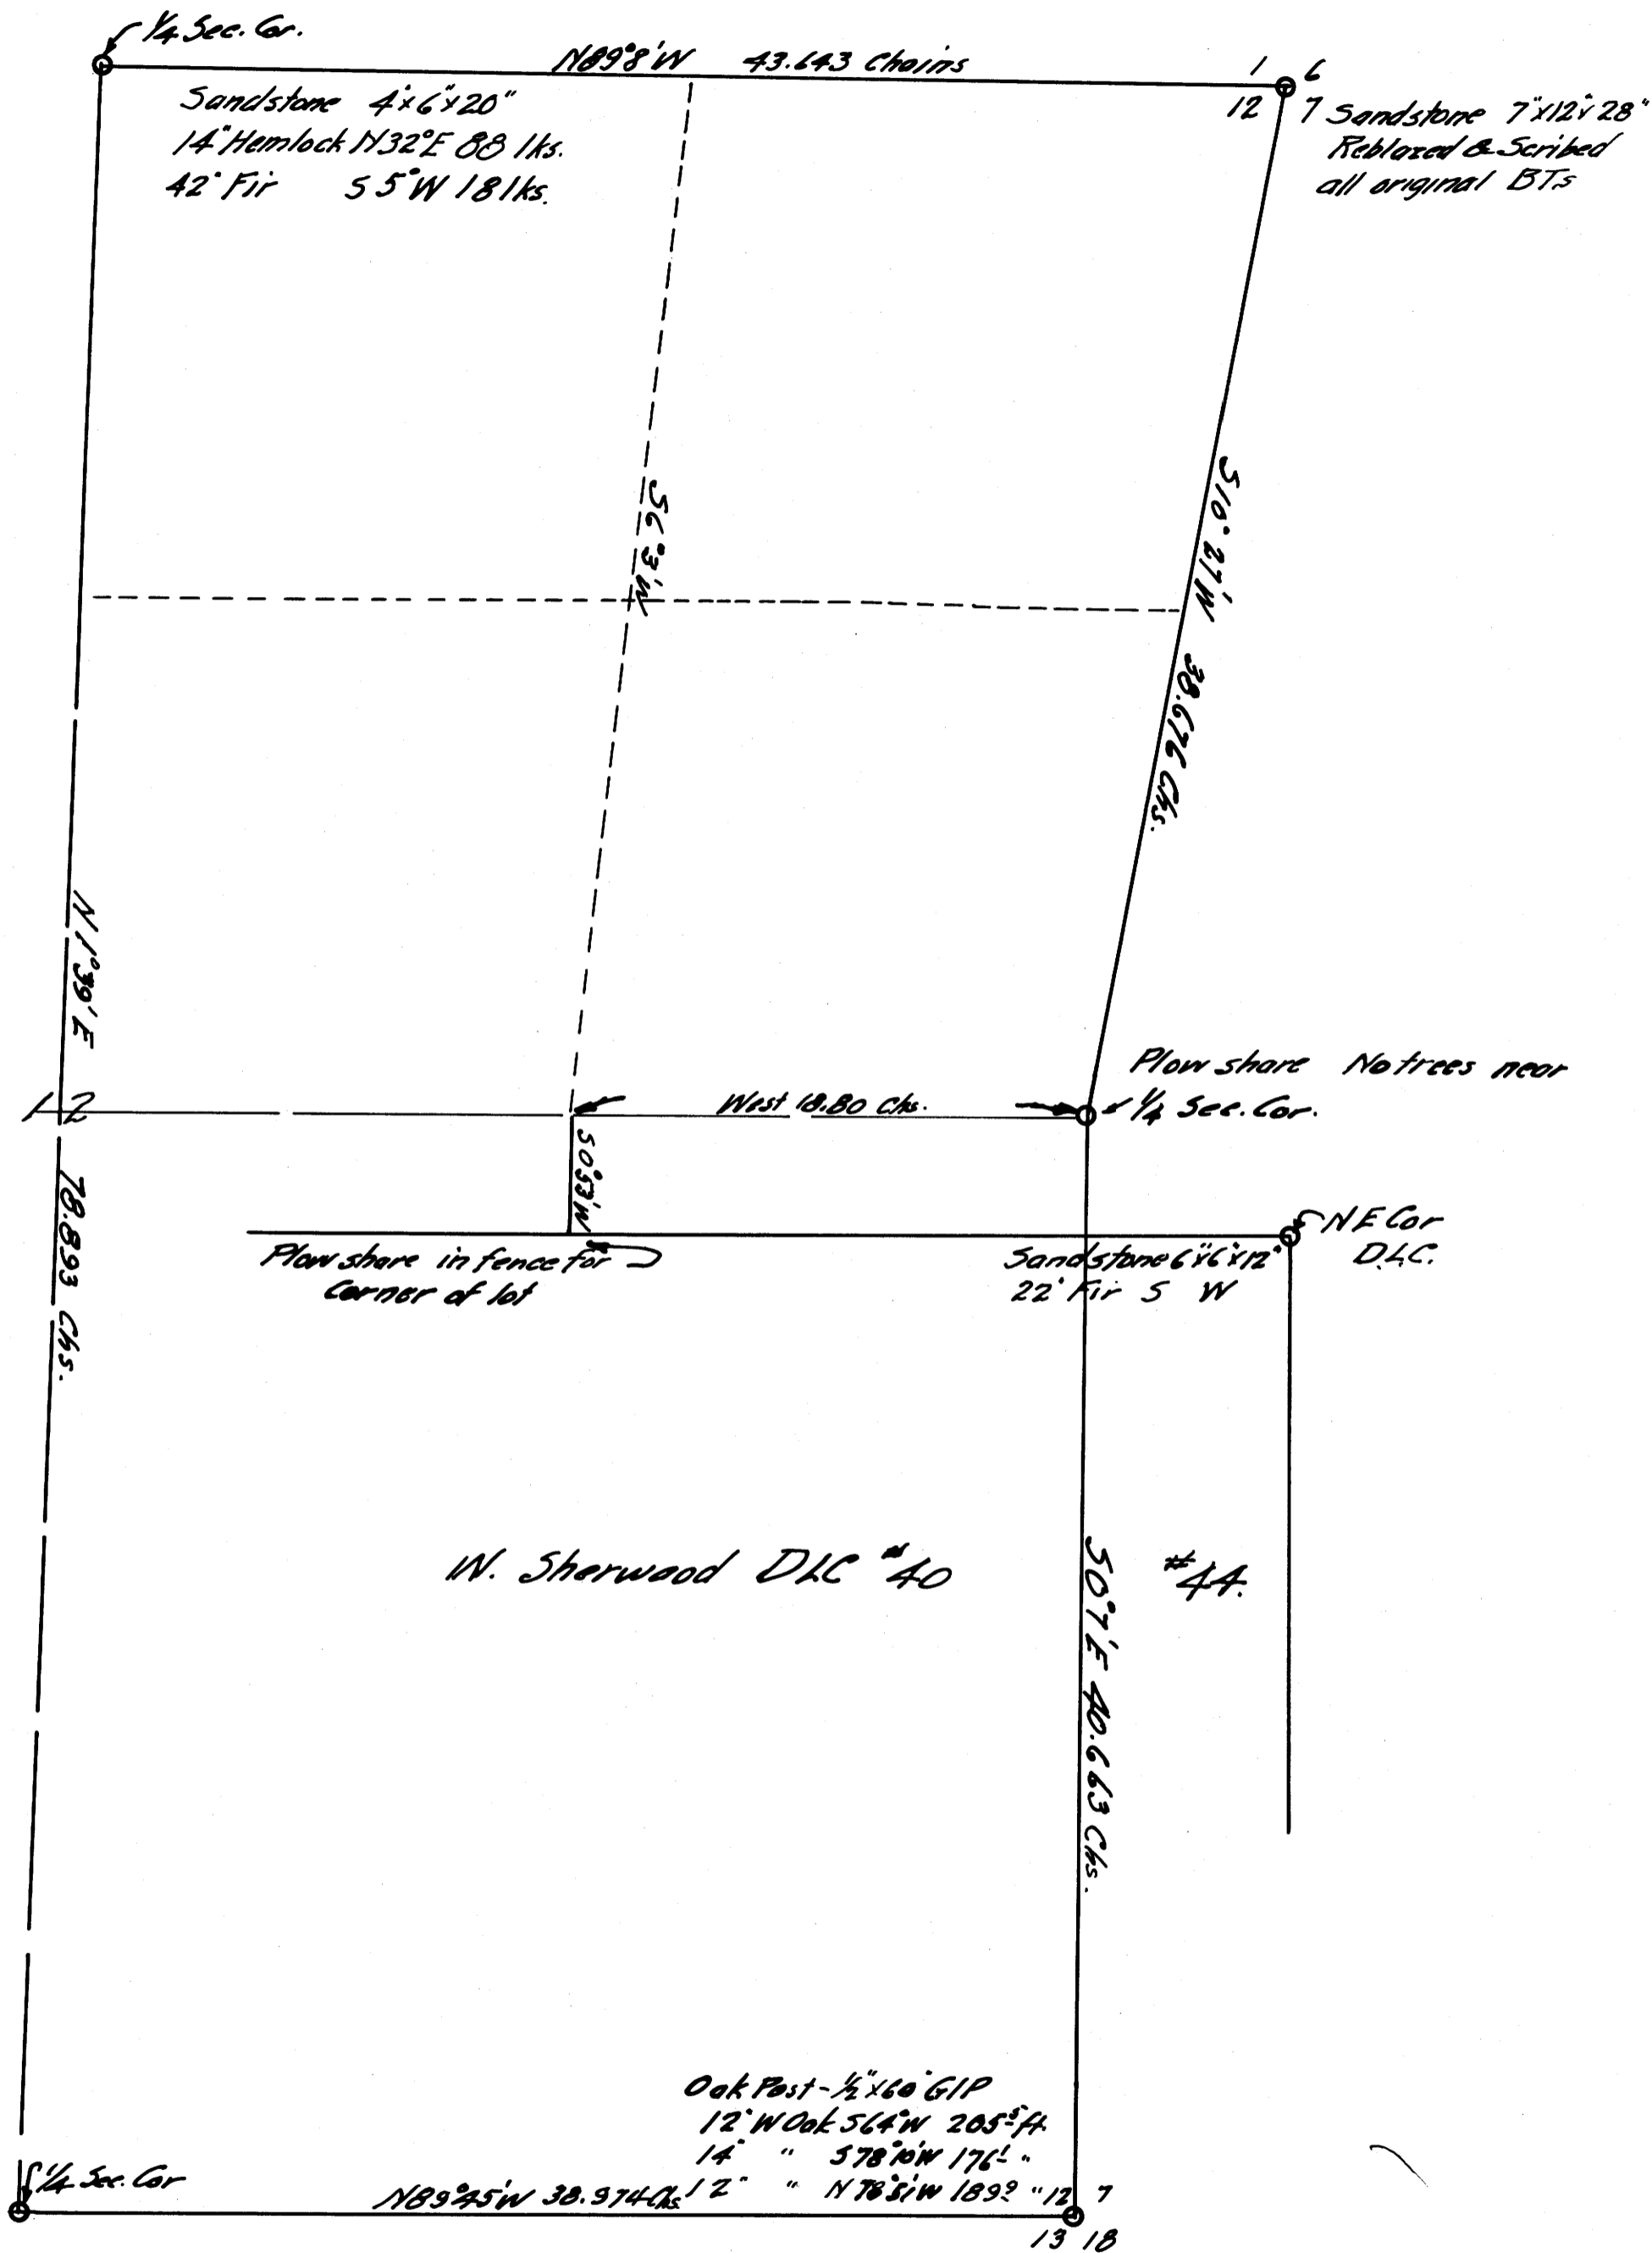 1/4 Sec. Cor.
N89°8'W 43.643 Chains
1 6
12 7
Sandstone 4"x6"x20"
14" Hemlock N32°E 88 lks.
42" Fir S5°W 18 lks.
Sandstone 7"x12"x28"
Reblazed & Scribed
all original BTs
S6°3'W
S10°27'W 38.676 Chs.
N1°39'E
78.893 Chs.
Plow share No trees near
1/4 Sec. Cor.
West 18.80 Chs.
12
S0°53'W
NE Cor
D.L.C.
Plow share in fence for
Corner of lot
Sandstone 6"x6"x12"
22" Fir S W
W. Sherwood DLC #40
#44.
S0°7'E 40.663 Chs.
Oak Post - 1/2"x60" GIP
12" W Oak S64°W 205.5 ft.
14" " S78°10'W 176.1 "
12" " N78°51'W 189.9 "
1/4 Sec. Cor
N89°45'W 38.974 Chs.
12 7
13 18